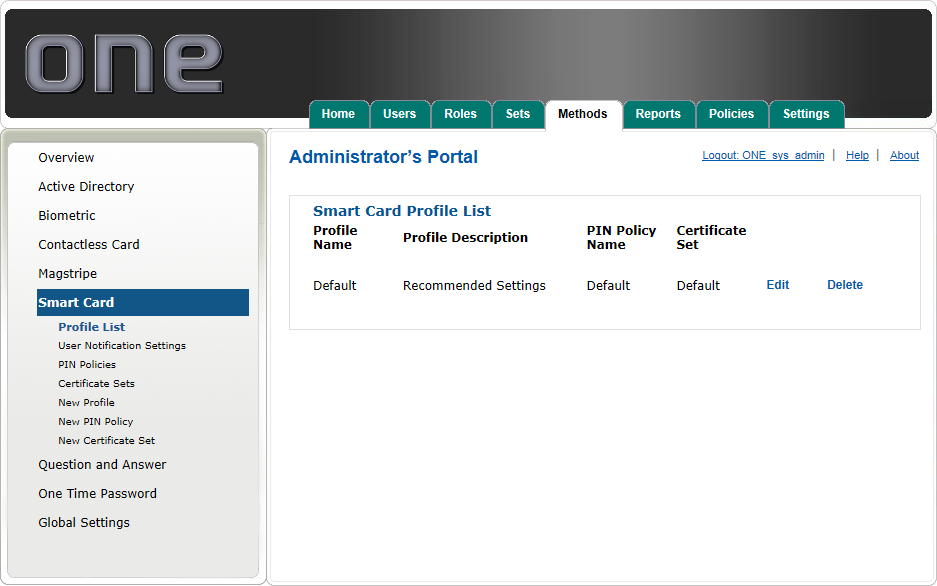 one
Home Users Roles Sets Methods Reports Policies Settings
Administrator's Portal
Logout: ONE_sys_admin | Help | About
Overview
Active Directory
Biometric
Contactless Card
Magstripe
Smart Card
Profile List
User Notification Settings
PIN Policies
Certificate Sets
New Profile
New PIN Policy
New Certificate Set
Question and Answer
One Time Password
Global Settings
Smart Card Profile List
Profile Name Profile Description PIN Policy Name Certificate Set
Default Recommended Settings Default Default Edit Delete